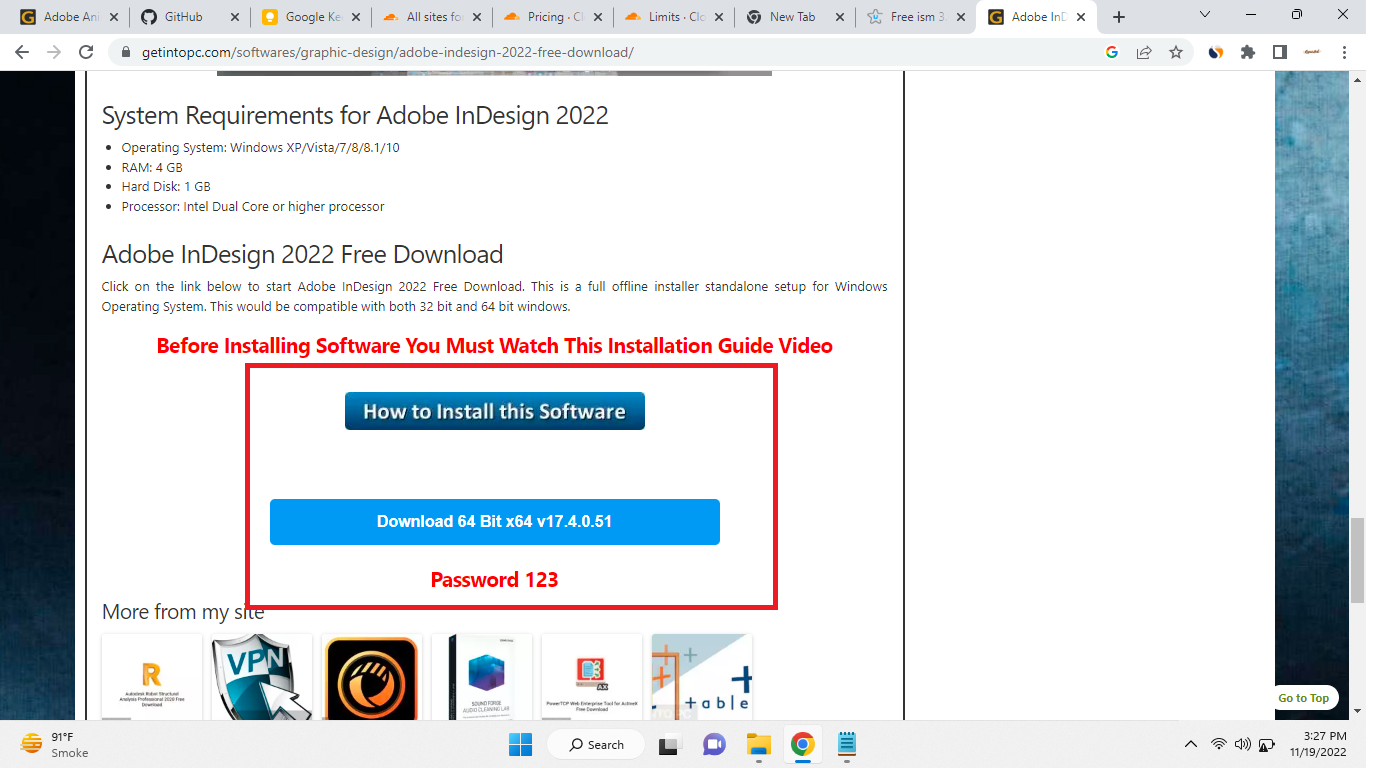 Adobe Ani
GitHub
Google Ke
All sites fo
Pricing · Cl
Limits · Clo
New Tab
Free ism 3.
Adobe InD
getintopc.com/softwares/graphic-design/adobe-indesign-2022-free-download/
System Requirements for Adobe InDesign 2022
Operating System: Windows XP/Vista/7/8/8.1/10
RAM: 4 GB
Hard Disk: 1 GB
Processor: Intel Dual Core or higher processor
Adobe InDesign 2022 Free Download
Click on the link below to start Adobe InDesign 2022 Free Download. This is a full offline installer standalone setup for Windows
Operating System. This would be compatible with both 32 bit and 64 bit windows.
Before Installing Software You Must Watch This Installation Guide Video
How to Install this Software
Download 64 Bit x64 v17.4.0.51
Password 123
More from my site
R
Autodesk Robot Structural
Analysis Professional 2020 Free
Download
VPN
SOUND FORGE
AUDIO CLEANING LAB
AX
PowerTCP Web Enterprise Tool for ActiveX
Free Download
+ a b l e
Go to Top
91°F
Smoke
Search
3:27 PM
11/19/2022